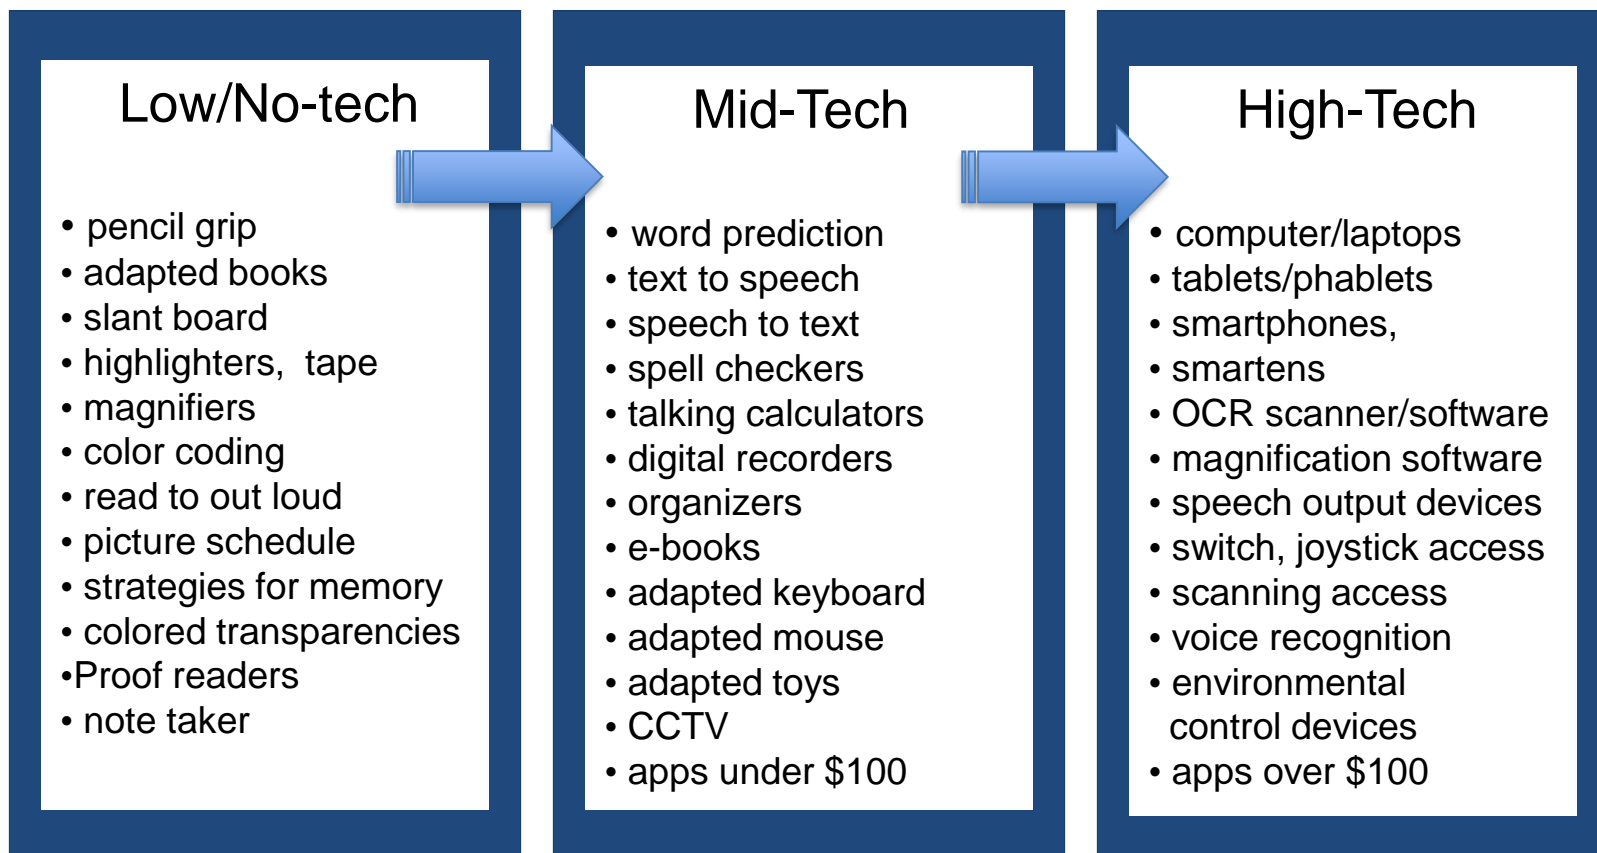 Low/No-tech
• pencil grip
• adapted books
• slant board
• highlighters,  tape
• magnifiers
• color coding
• read to out loud
• picture schedule
• strategies for memory
• colored transparencies
•Proof readers
• note taker
Mid-Tech
• word prediction
• text to speech
• speech to text
• spell checkers
• talking calculators
• digital recorders
• organizers
• e-books
• adapted keyboard
• adapted mouse
• adapted toys
• CCTV
• apps under $100
High-Tech
• computer/laptops
• tablets/phablets
• smartphones,
• smartens
• OCR scanner/software
• magnification software
• speech output devices
• switch, joystick access
• scanning access
• voice recognition
• environmental
control devices
• apps over $100